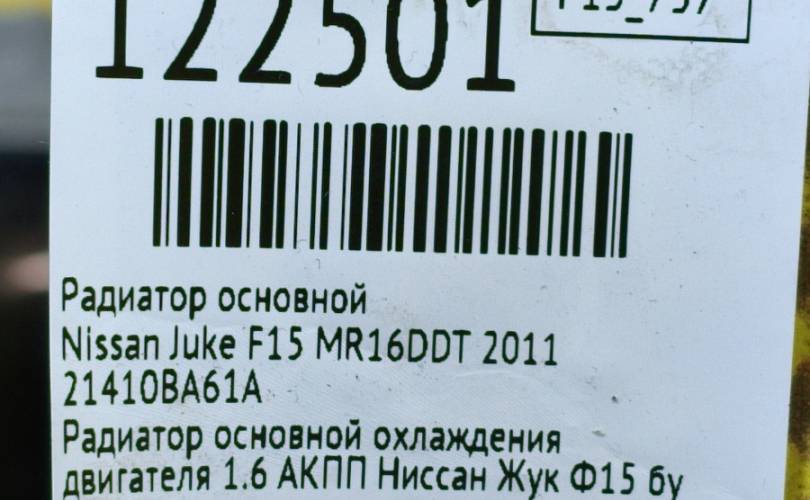 122501
F15_737
Радиатор основной
Nissan Juke F15 MR16DDT 2011
21410BA61A
Радиатор основной охлаждения
двигателя 1.6 АКПП Ниссан Жук Ф15 бу